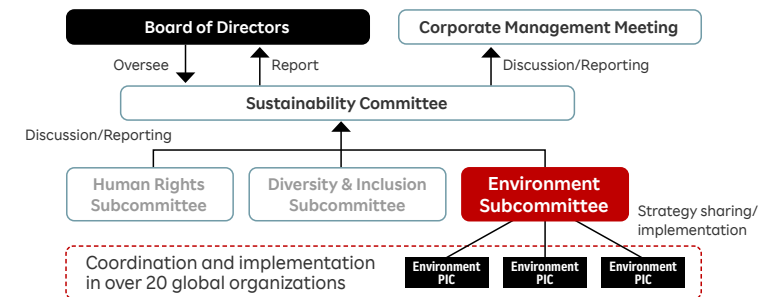 Board of Directors
Corporate Management Meeting
Oversee
Report
Discussion/Reporting
Sustainability Committee
Discussion/Reporting
Human Rights
Subcommittee
Diversity & Inclusion
Subcommittee
Environment
Subcommittee
Strategy sharing/
implementation
Coordination and implementation
in over 20 global organizations
Environment
PIC
Environment
PIC
Environment
PIC